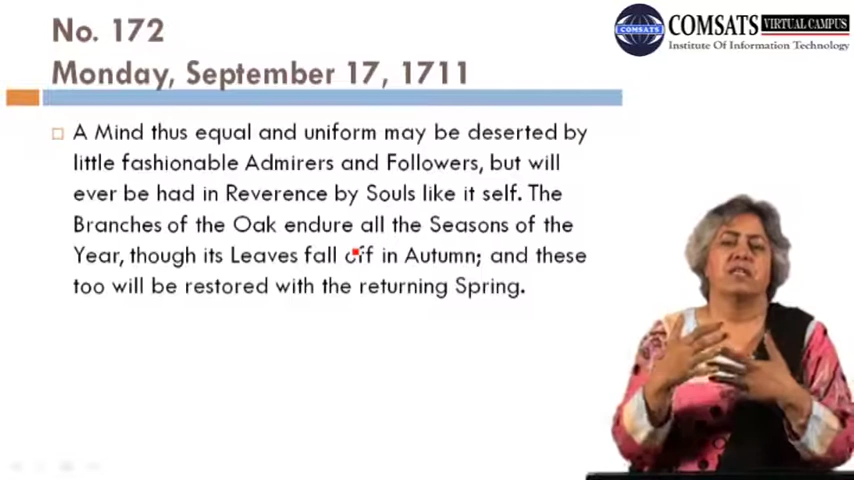 No. 172
Monday, September 17, 1711
COMSATS
COMSATS VIRTUAL CAMPUS
Institute Of Information Technology
A Mind thus equal and uniform may be deserted by
little fashionable Admirers and Followers, but will
ever be had in Reverence by Souls like it self. The
Branches of the Oak endure all the Seasons of the
Year, though its Leaves fall off in Autumn; and these
too will be restored with the returning Spring.